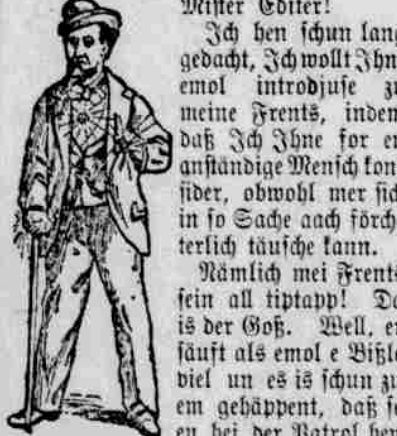 Mister Editer!
Ich hen schun lang
gedacht, Ich wollt Ihne
emol introdjuse zu
meine Frents, indem
daß Ich Ihne for en
anständige Mensch kon-
sider, obwohl mer sich
in so Sache aach förch-
terlich täusche kann.
Nämlich mei Frents
sein all tiptapp! Da
is der Goß. Well, er
säuft als emol e Bißle
viel un es is schun zu
em gehäppent, daß se
en bei der Patrol